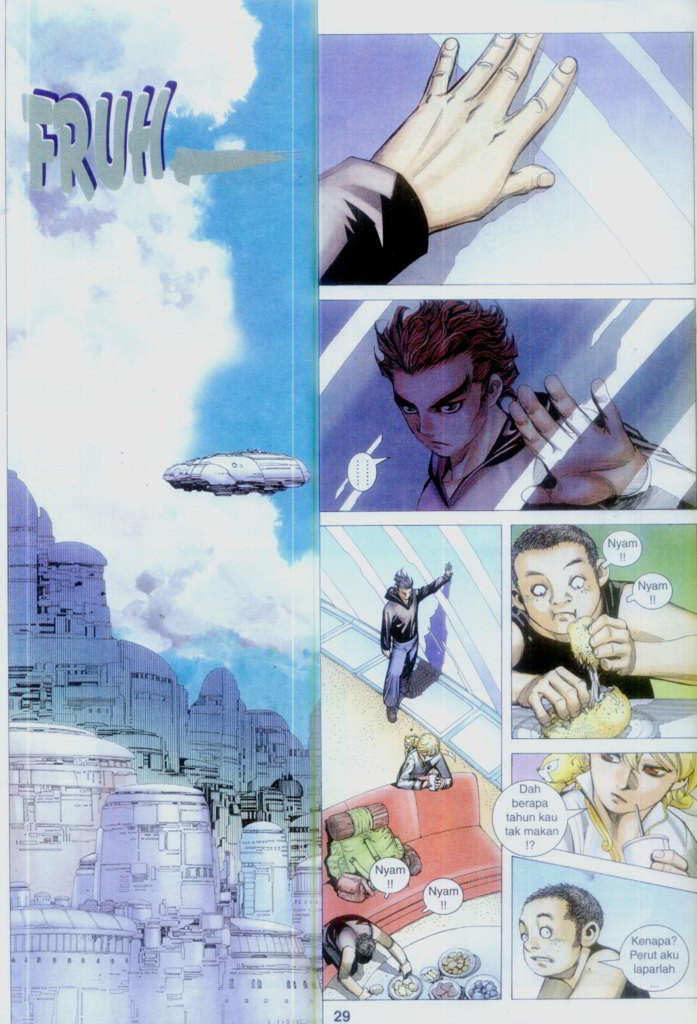 FRUH
......
Nyam
!!
Nyam
!!
Nyam
!!
Nyam
!!
Dah
berapa
tahun kau
tak makan
!?
Kenapa?
Perut aku
laparlah
...
29